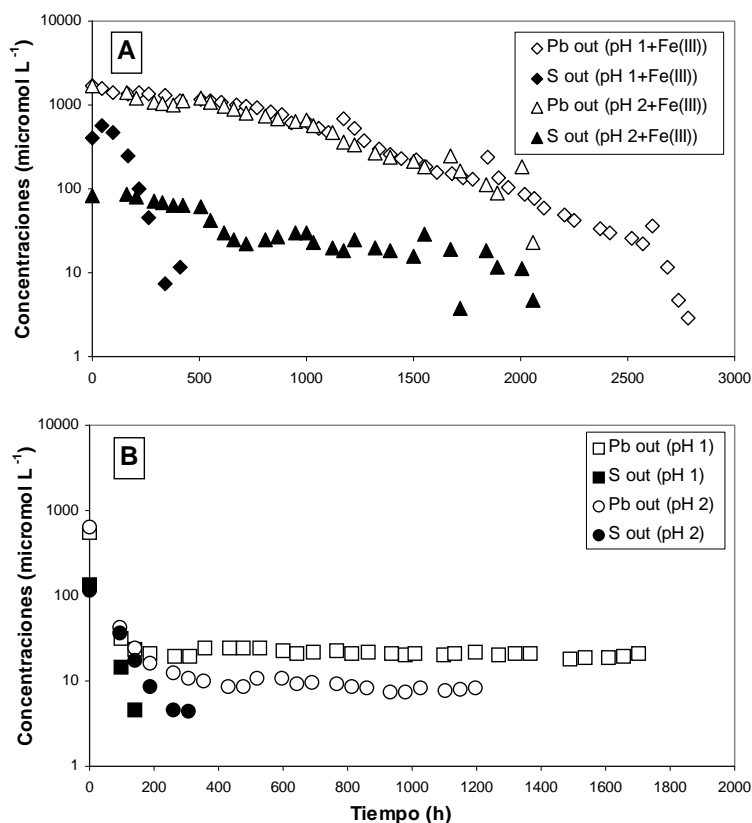 A
Concentraciones (micromol L⁻¹)
10000
1000
100
10
1
Pb out (pH 1+Fe(III))
S out (pH 1+Fe(III))
Pb out (pH 2+Fe(III))
S out (pH 2+Fe(III))
0 500 1000 1500 2000 2500 3000
B
Concentraciones (micromol L⁻¹)
10000
1000
100
10
1
Pb out (pH 1)
S out (pH 1)
Pb out (pH 2)
S out (pH 2)
0 200 400 600 800 1000 1200 1400 1600 1800 2000
Tiempo (h)